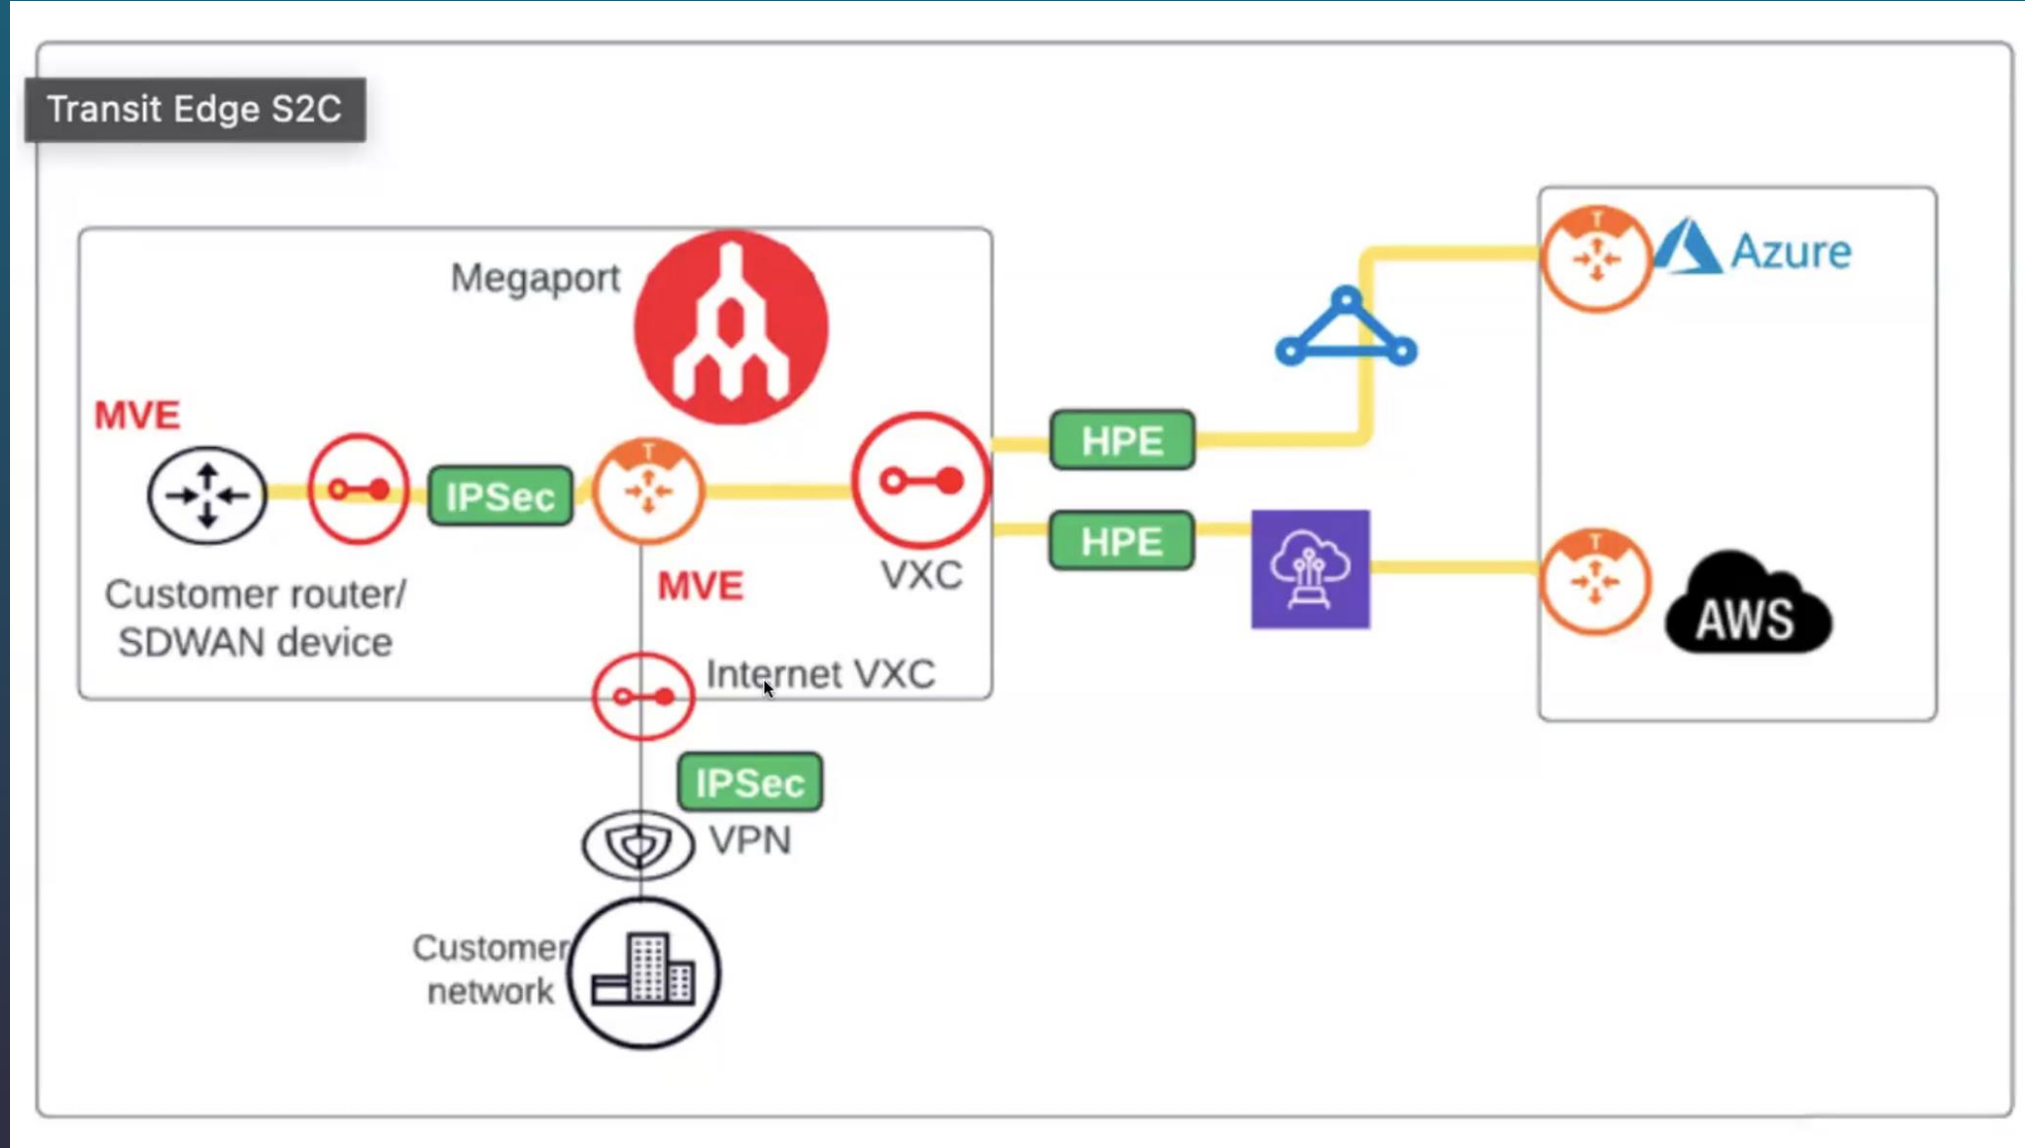 Transit Edge S2C
Megaport
T
Azure
MVE
HPE
IPSec
T
HPE
VXC
T
AWS
Customer router/
SDWAN device
MVE
Internet VXC
IPSec
VPN
Customer
network